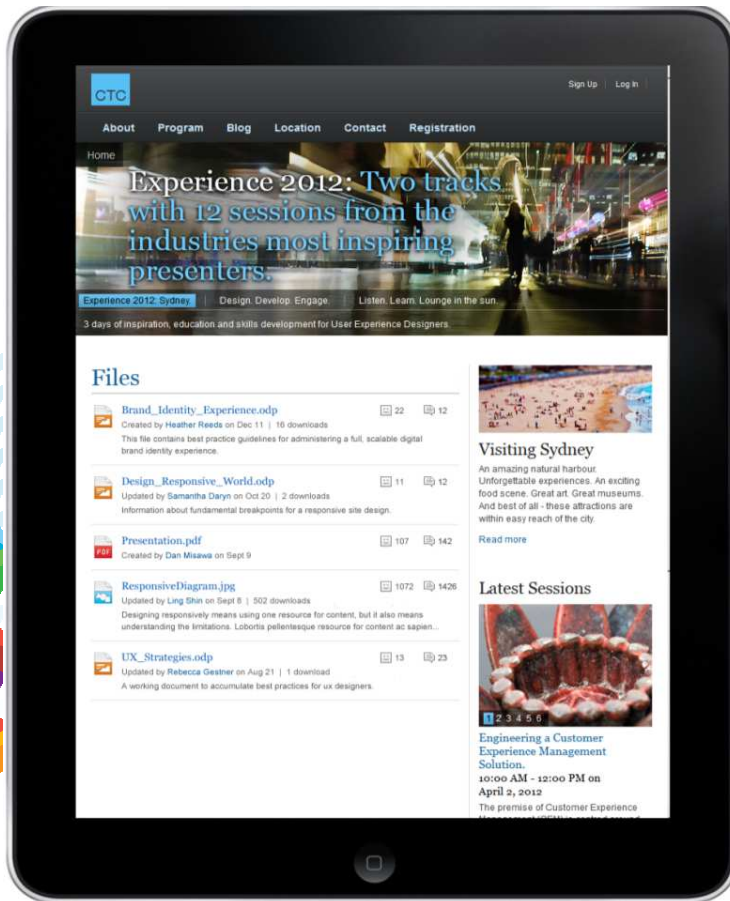 CTC
Sign Up | Log In |
About Program Blog Location Contact Registration
Home
Experience 2012: Two tracks
with 12 sessions from the
industries most inspiring
presenters.
Experience 2012: Sydney. | Design. Develop. Engage. | Listen. Learn. Lounge in the sun.
3 days of inspiration, education and skills development for User Experience Designers.
Files
Brand_Identity_Experience.odp 22 12
Created by Heather Reeds on Dec 11 | 16 downloads
This file contains best practice guidelines for administering a full, scalable digital
brand identity experience.
Design_Responsive_World.odp 11 12
Updated by Samantha Daryn on Oct 20 | 2 downloads
Information about fundamental breakpoints for a responsive site design.
Presentation.pdf 107 142
PDF
Created by Dan Misawa on Sept 9
ResponsiveDiagram.jpg 1072 1426
Updated by Ling Shin on Sept 8 | 502 downloads
Designing responsively means using one resource for content, but it also means
understanding the limitations. Lobortis pellentesque resource for content ac sapien...
UX_Strategies.odp 13 23
Updated by Rebecca Gestner on Aug 21 | 1 download
A working document to accumulate best practices for ux designers.
Visiting Sydney
An amazing natural harbour.
Unforgettable experiences. An exciting
food scene. Great art. Great museums.
And best of all - these attractions are
within easy reach of the city.
Read more
Latest Sessions
1 2 3 4 5 6
Engineering a Customer
Experience Management
Solution.
10:00 AM - 12:00 PM on
April 2, 2012
The premise of Customer Experience